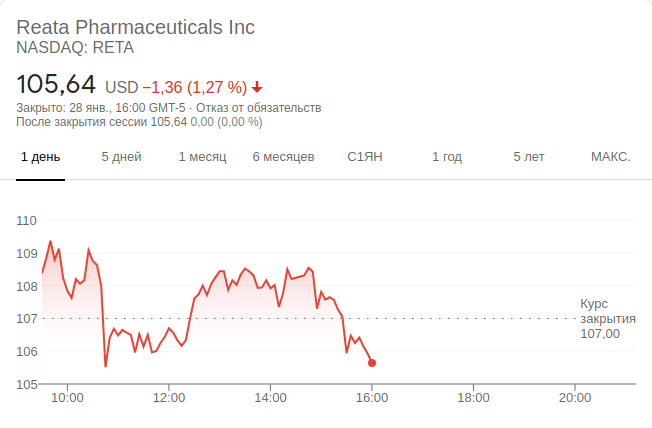 Reata Pharmaceuticals Inc
NASDAQ: RETA
105,64 USD −1,36 (1,27 %)
Закрыто: 28 янв., 16:00 GMT-5 · Отказ от обязательств
После закрытия сессии 105,64 0,00 (0,00 %)
1 день 5 дней 1 месяц 6 месяцев С1ЯН 1 год 5 лет МАКС.
110
109
108
107
106
105
Курс
закрытия
107,00
10:00 12:00 14:00 16:00 18:00 20:00